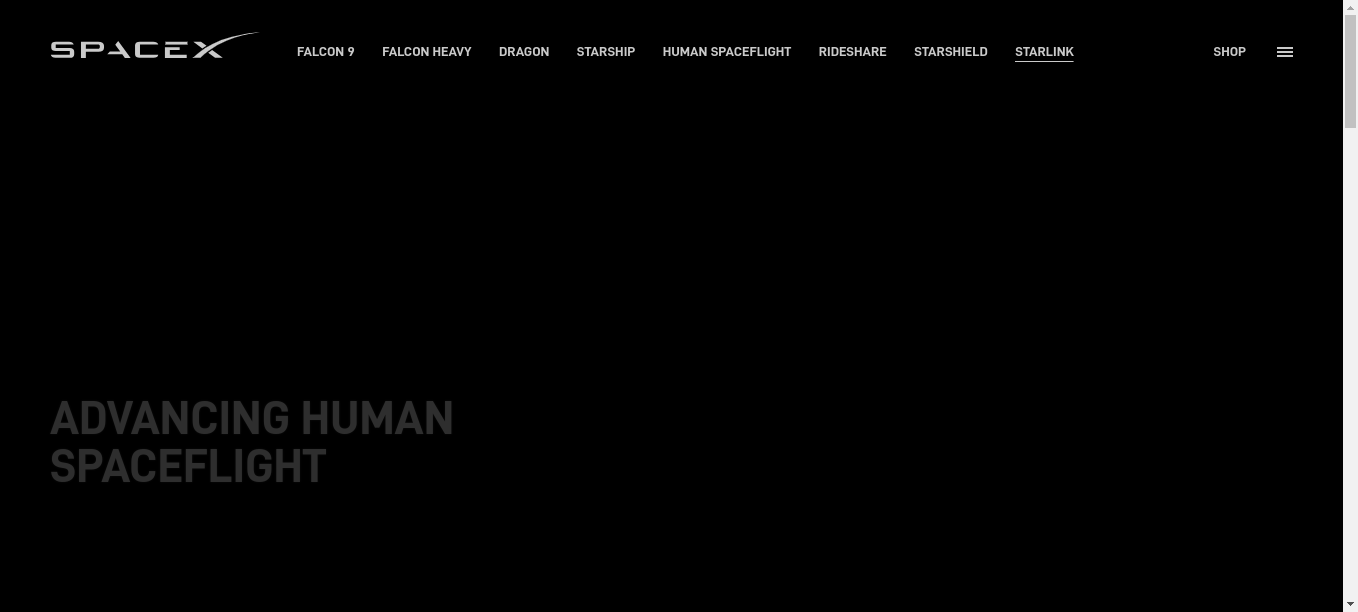 SPACEX
FALCON 9 FALCON HEAVY DRAGON STARSHIP HUMAN SPACEFLIGHT RIDESHARE STARSHIELD STARLINK SHOP
ADVANCING HUMAN
SPACEFLIGHT